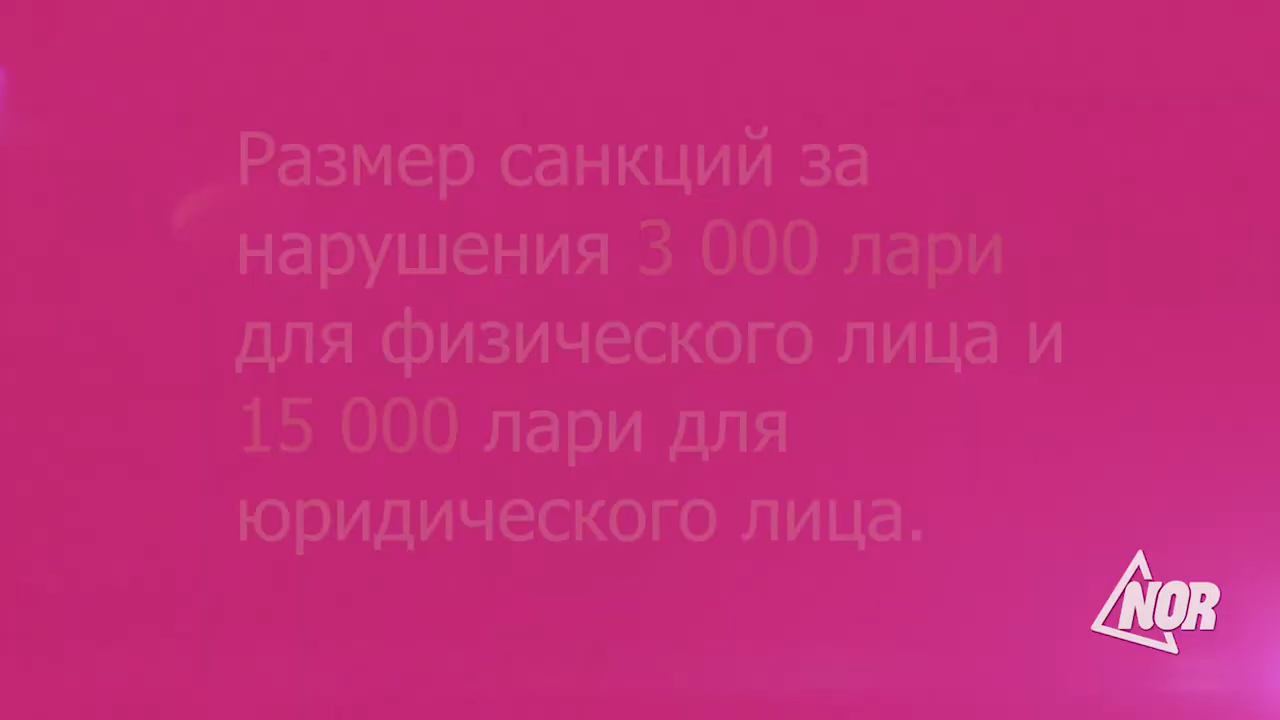 Размер санкций за
нарушения 3 000 лари
для физического лица и
15 000 лари для
юридического лица.
NOR